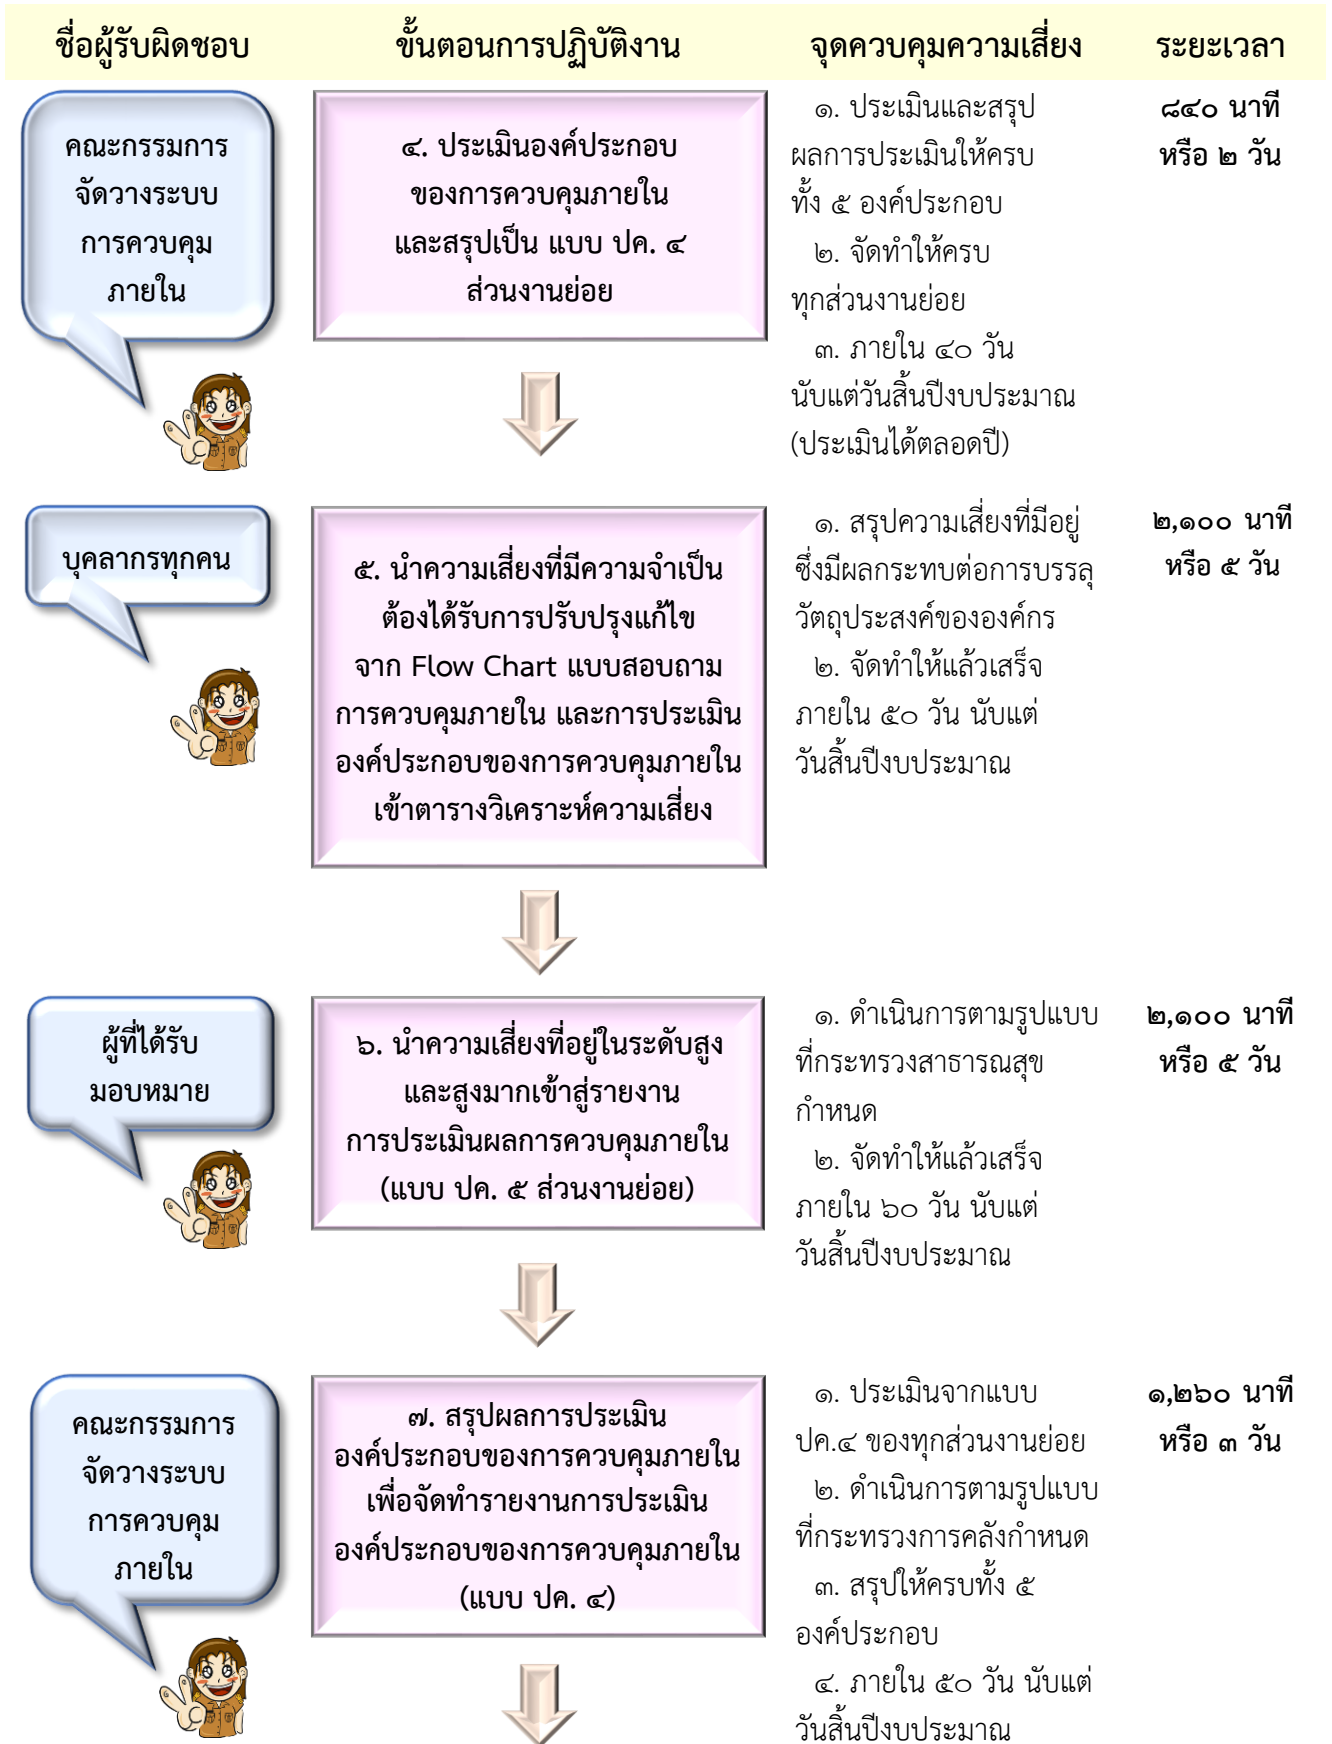 ชื่อผู้รับผิดชอบ ขั้นตอนการปฏิบัติงาน จุดควบคุมความเสี่ยง ระยะเวลา
คณะกรรมการ
จัดวางระบบ
การควบคุม
ภายใน
๔. ประเมินองค์ประกอบ
ของการควบคุมภายใน
และสรุปเป็น แบบ ปค. ๔
ส่วนงานย่อย
๑. ประเมินและสรุป
ผลการประเมินให้ครบ
ทั้ง ๕ องค์ประกอบ
๒. จัดทำให้ครบ
ทุกส่วนงานย่อย
๓. ภายใน ๔๐ วัน
นับแต่วันสิ้นปีงบประมาณ
(ประเมินได้ตลอดปี)
๘๔๐ นาที
หรือ ๒ วัน
บุคลากรทุกคน
๕. นำความเสี่ยงที่มีความจำเป็น
ต้องได้รับการปรับปรุงแก้ไข
จาก Flow Chart แบบสอบถาม
การควบคุมภายใน และการประเมิน
องค์ประกอบของการควบคุมภายใน
เข้าตารางวิเคราะห์ความเสี่ยง
๑. สรุปความเสี่ยงที่มีอยู่
ซึ่งมีผลกระทบต่อการบรรลุ
วัตถุประสงค์ขององค์กร
๒. จัดทำให้แล้วเสร็จ
ภายใน ๕๐ วัน นับแต่
วันสิ้นปีงบประมาณ
๒,๑๐๐ นาที
หรือ ๕ วัน
ผู้ที่ได้รับ
มอบหมาย
๖. นำความเสี่ยงที่อยู่ในระดับสูง
และสูงมากเข้าสู่รายงาน
การประเมินผลการควบคุมภายใน
(แบบ ปค. ๕ ส่วนงานย่อย)
๑. ดำเนินการตามรูปแบบ
ที่กระทรวงสาธารณสุข
กำหนด
๒. จัดทำให้แล้วเสร็จ
ภายใน ๖๐ วัน นับแต่
วันสิ้นปีงบประมาณ
๒,๑๐๐ นาที
หรือ ๕ วัน
คณะกรรมการ
จัดวางระบบ
การควบคุม
ภายใน
๗. สรุปผลการประเมิน
องค์ประกอบของการควบคุมภายใน
เพื่อจัดทำรายงานการประเมิน
องค์ประกอบของการควบคุมภายใน
(แบบ ปค. ๔)
๑. ประเมินจากแบบ
ปค.๔ ของทุกส่วนงานย่อย
๒. ดำเนินการตามรูปแบบ
ที่กระทรวงการคลังกำหนด
๓. สรุปให้ครบทั้ง ๕
องค์ประกอบ
๔. ภายใน ๕๐ วัน นับแต่
วันสิ้นปีงบประมาณ
๑,๒๖๐ นาที
หรือ ๓ วัน